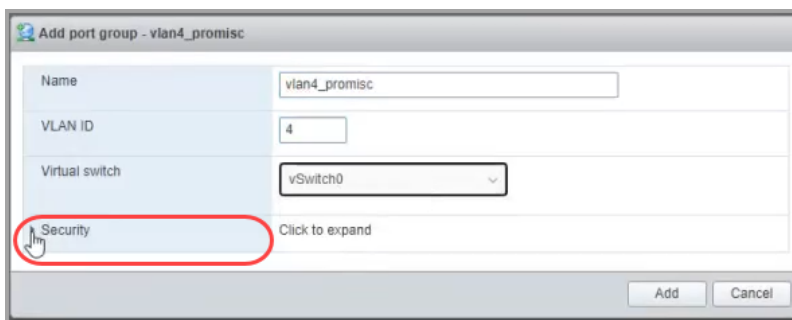 Add port group - vlan4_promisc
Name vlan4_promisc
VLAN ID 4
Virtual switch vSwitch0
Security Click to expand
Add Cancel